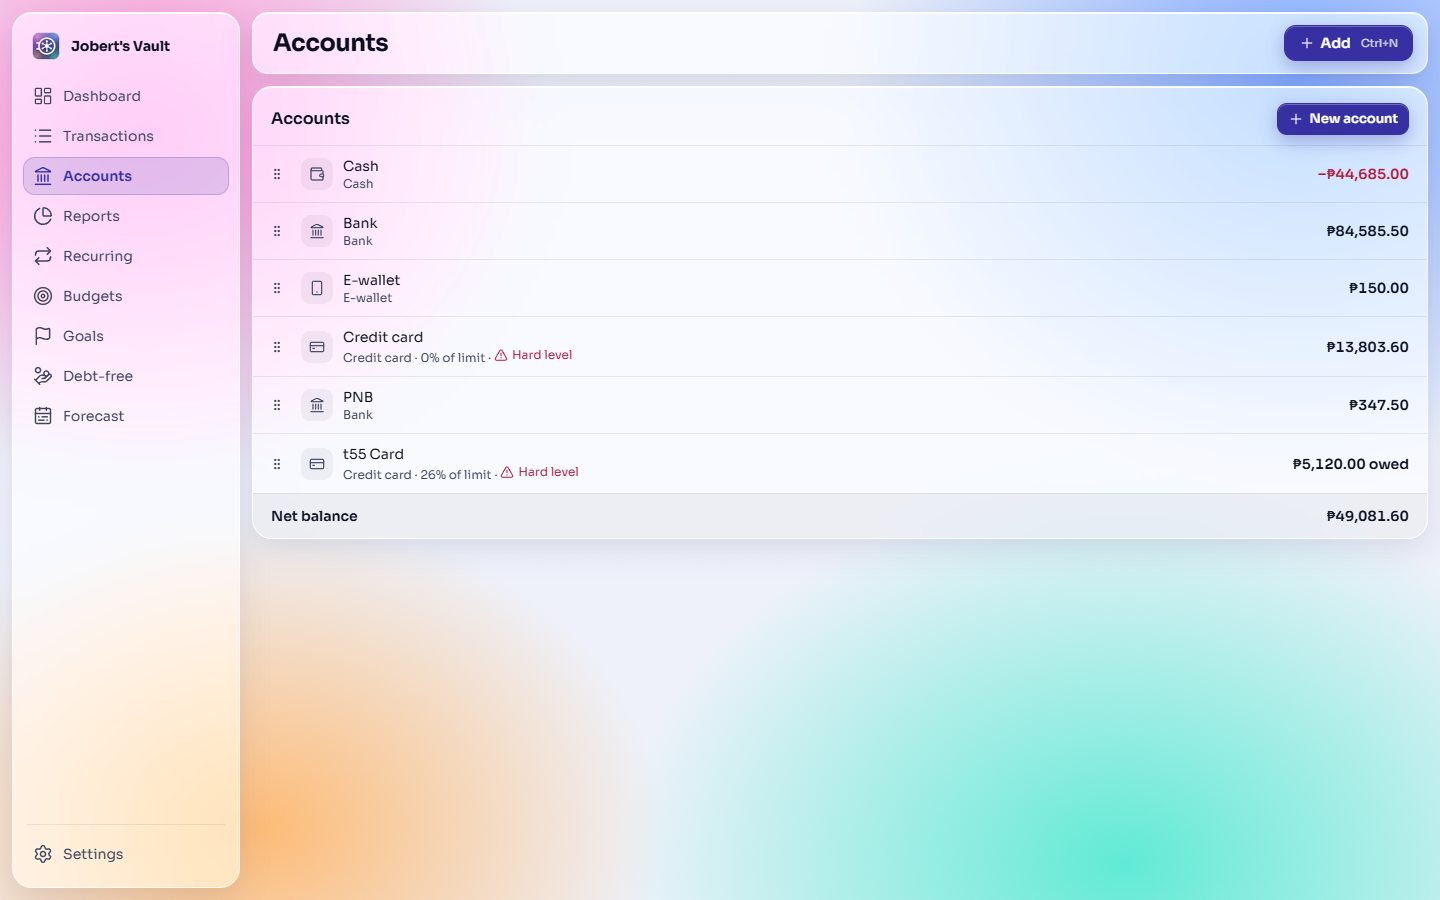 Jobert's Vault
Dashboard
Transactions
Accounts
Reports
Recurring
Budgets
Goals
Debt-free
Forecast
Settings
Accounts
Add Ctrl+N
Accounts
New account
Cash
Cash
−₱44,685.00
Bank
Bank
₱84,585.50
E-wallet
E-wallet
₱150.00
Credit card
Credit card · 0% of limit · Hard level
₱13,803.60
PNB
Bank
₱347.50
t55 Card
Credit card · 26% of limit · Hard level
₱5,120.00 owed
Net balance
₱49,081.60